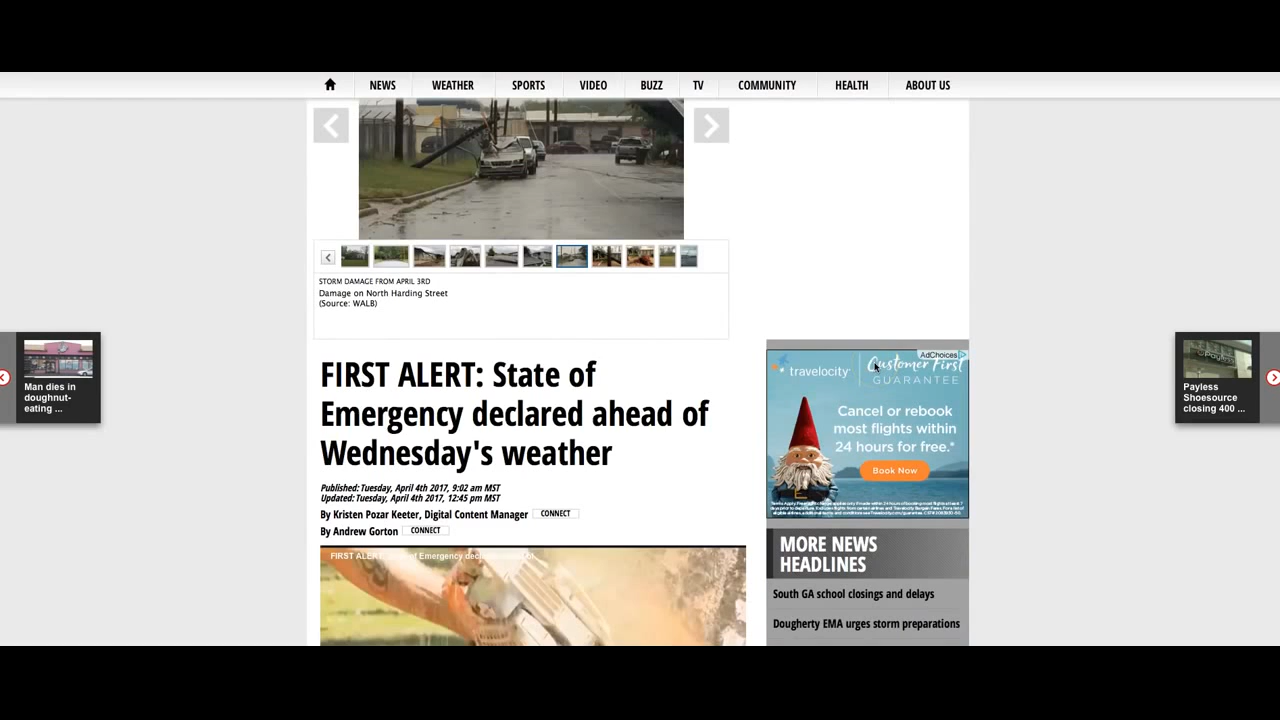 NEWS WEATHER SPORTS VIDEO BUZZ TV COMMUNITY HEALTH ABOUT US
STORM DAMAGE FROM APRIL 3RD
Damage on North Harding Street
(Source: WALB)
Man dies in
doughnut-
eating ...
FIRST ALERT: State of
Emergency declared ahead of
Wednesday's weather
Published: Tuesday, April 4th 2017, 9:02 am MST
Updated: Tuesday, April 4th 2017, 12:45 pm MST
By Kristen Pozar Keeter, Digital Content Manager CONNECT
By Andrew Gorton CONNECT
AdChoices
travelocity
Customer First
GUARANTEE
Cancel or rebook
most flights within
24 hours for free.*
Book Now
MORE NEWS
HEADLINES
South GA school closings and delays
Dougherty EMA urges storm preparations
Payless
Shoesource
closing 400 ...